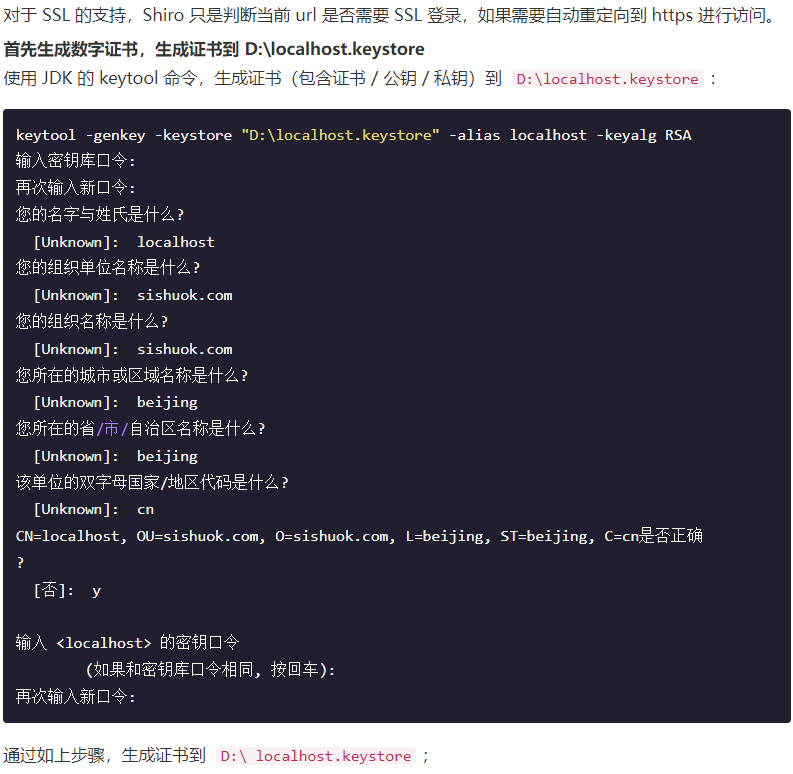 对于 SSL 的支持，Shiro 只是判断当前 url 是否需要 SSL 登录，如果需要自动重定向到 https 进行访问。
首先生成数字证书，生成证书到 D:\localhost.keystore
使用 JDK 的 keytool 命令，生成证书（包含证书 / 公钥 / 私钥）到 D:\localhost.keystore ：
keytool -genkey -keystore "D:\localhost.keystore" -alias localhost -keyalg RSA
输入密钥库口令:
再次输入新口令:
您的名字与姓氏是什么?
[Unknown]:  localhost
您的组织单位名称是什么?
[Unknown]:  sishuok.com
您的组织名称是什么?
[Unknown]:  sishuok.com
您所在的城市或区域名称是什么?
[Unknown]:  beijing
您所在的省/市/自治区名称是什么?
[Unknown]:  beijing
该单位的双字母国家/地区代码是什么?
[Unknown]:  cn
CN=localhost, OU=sishuok.com, O=sishuok.com, L=beijing, ST=beijing, C=cn是否正确
?
[否]:  y
输入 <localhost> 的密钥口令
(如果和密钥库口令相同, 按回车):
再次输入新口令:
通过如上步骤，生成证书到 D:\ localhost.keystore ；